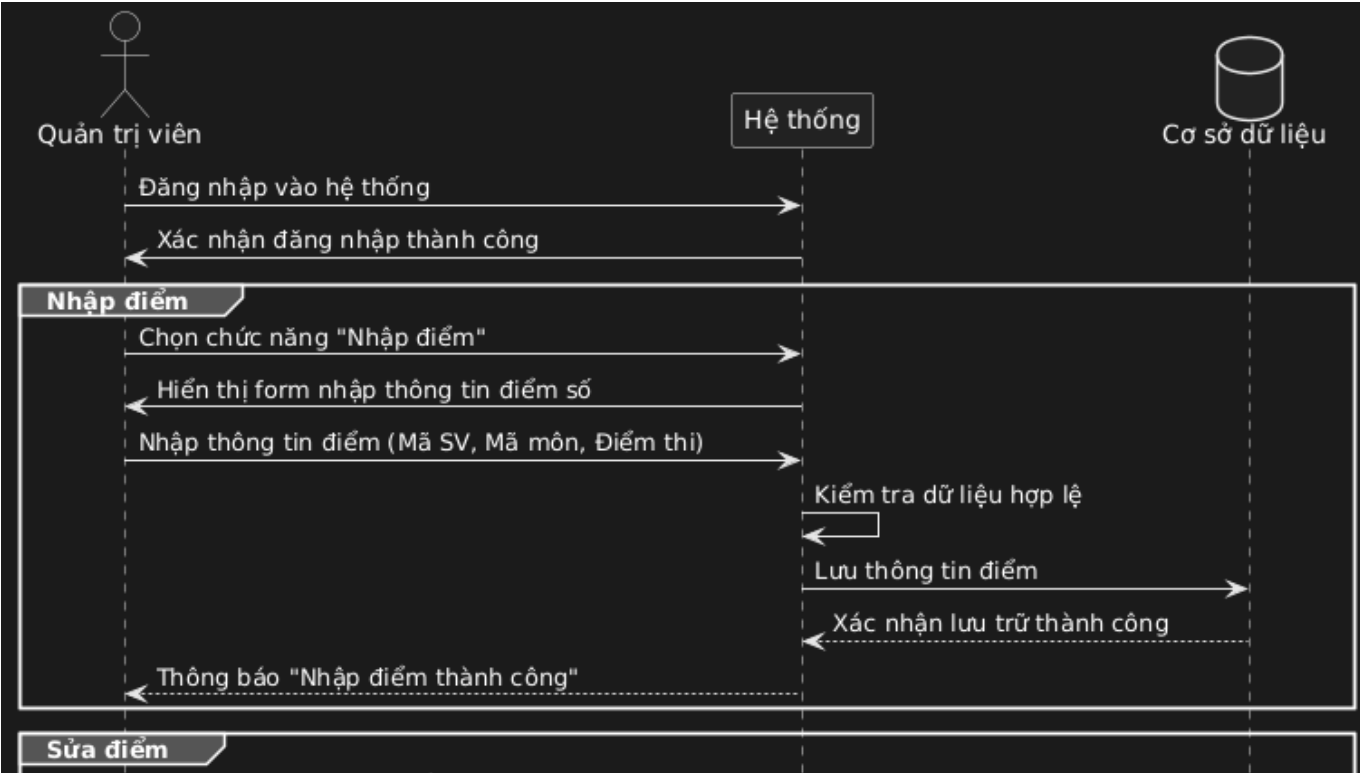 Quản trị viên
Hệ thống
Cơ sở dữ liệu
Đăng nhập vào hệ thống
Xác nhận đăng nhập thành công
Nhập điểm
Chọn chức năng "Nhập điểm"
Hiển thị form nhập thông tin điểm số
Nhập thông tin điểm (Mã SV, Mã môn, Điểm thi)
Kiểm tra dữ liệu hợp lệ
Lưu thông tin điểm
Xác nhận lưu trữ thành công
Thông báo "Nhập điểm thành công"
Sửa điểm